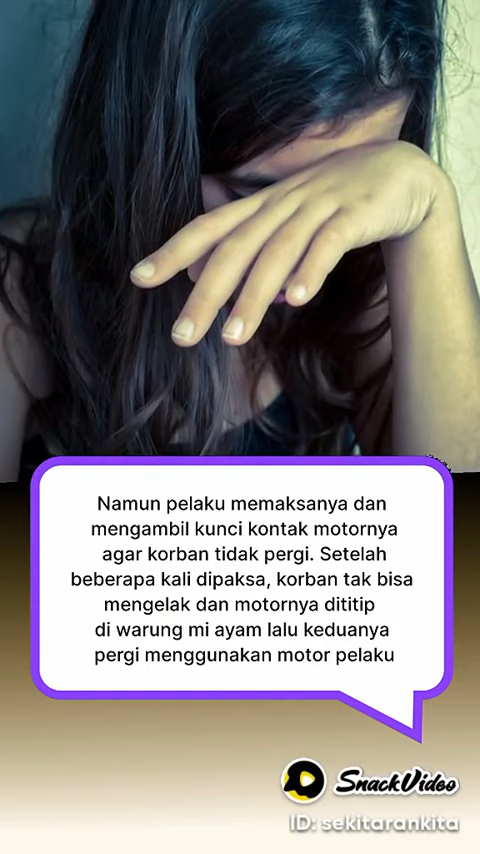 Namun pelaku memaksanya dan
mengambil kunci kontak motornya
agar korban tidak pergi. Setelah
beberapa kali dipaksa, korban tak bisa
mengelak dan motornya dititip
di warung mi ayam lalu keduanya
pergi menggunakan motor pelaku
SnackVideo
ID: sekitarankita